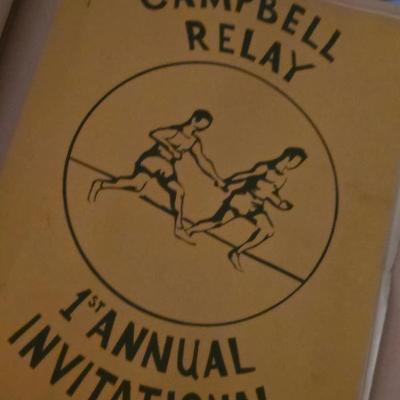 CAMPBELL
RELAY
1ST ANNUAL
INVITATIONAL